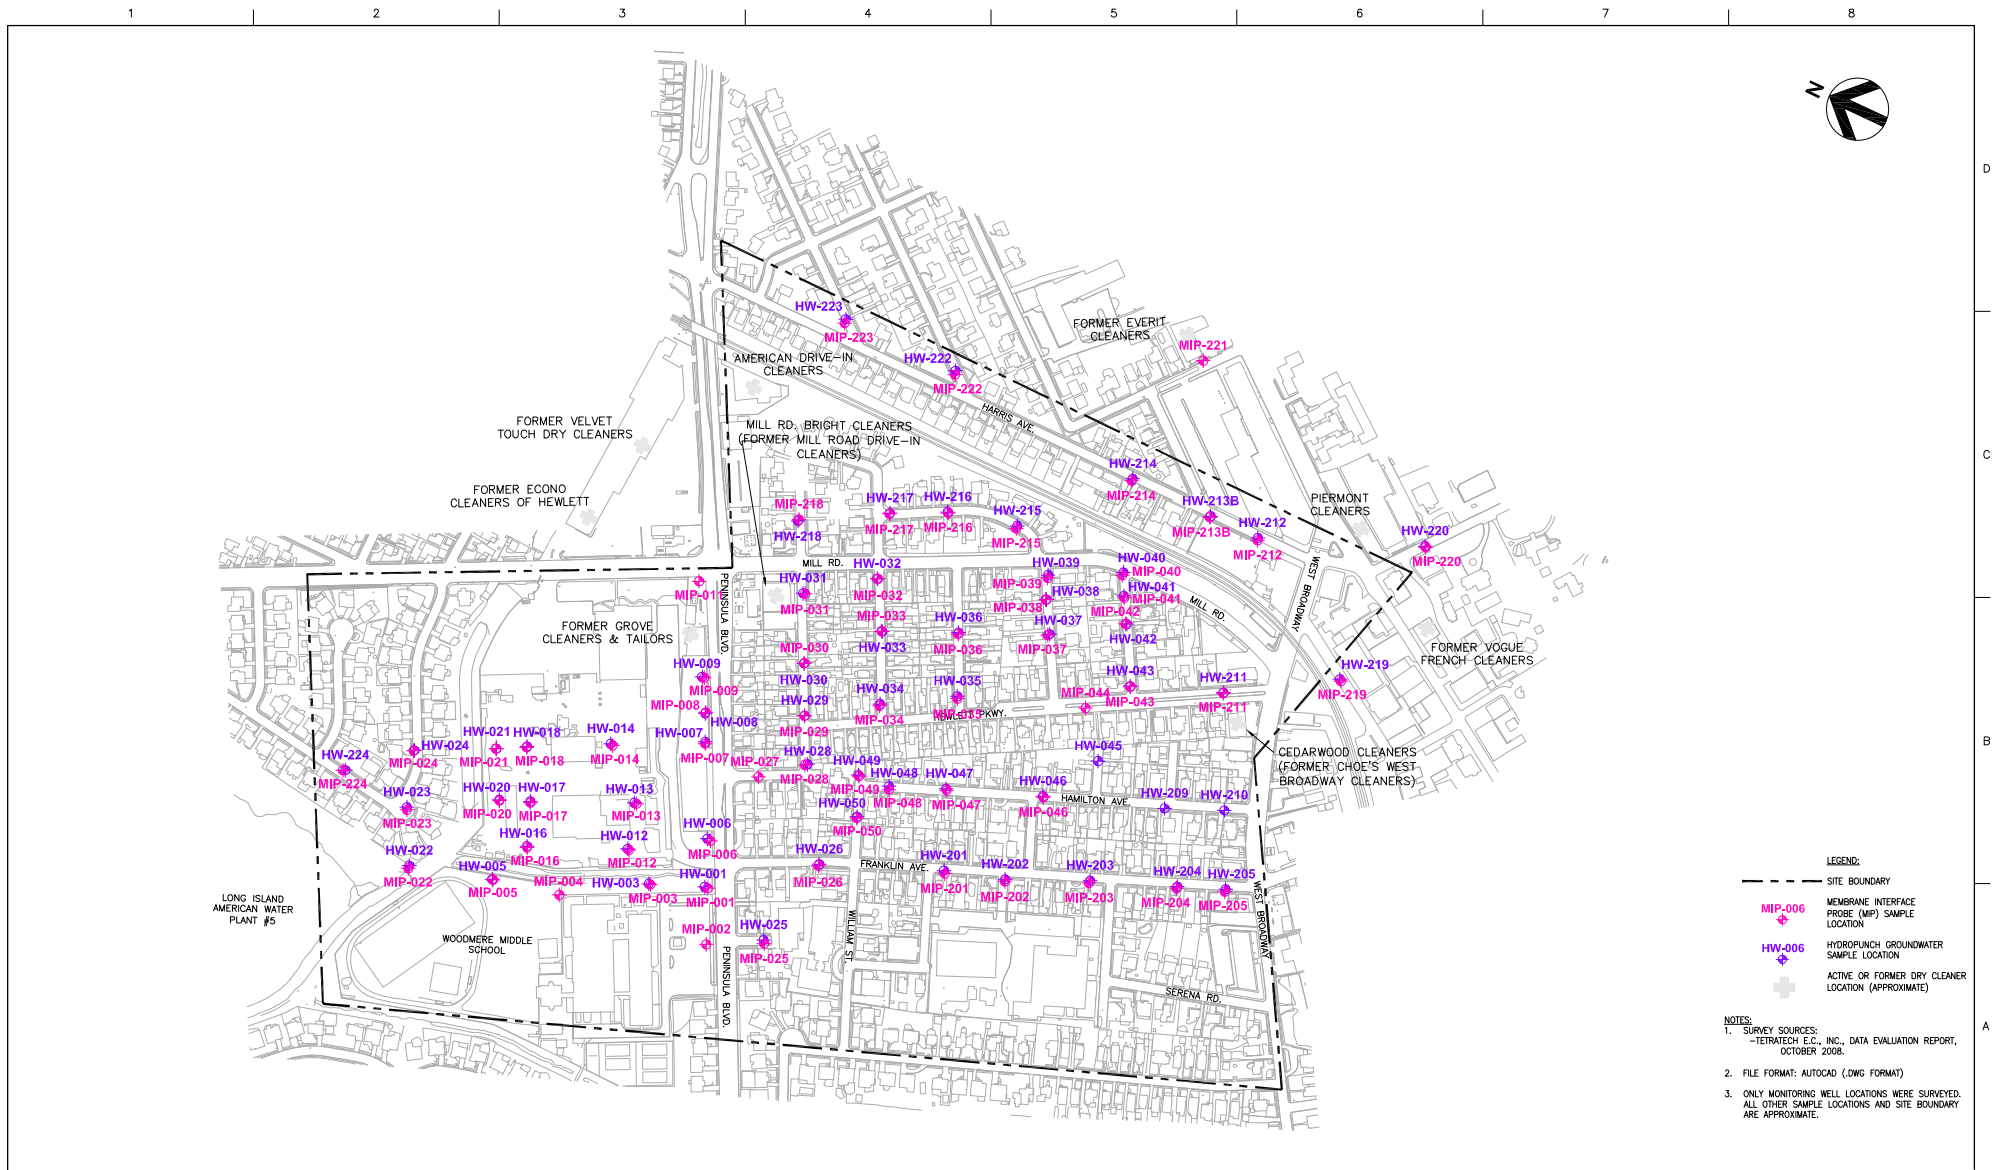 1 2 3 4 5 6 7 8
D
C
B
A
N
HW-223
MIP-223
HW-222
MIP-222
FORMER EVERIT
CLEANERS
MIP-221
AMERICAN DRIVE-IN
CLEANERS
HARRIS AVE.
FORMER VELVET
TOUCH DRY CLEANERS
MILL RD. BRIGHT CLEANERS
(FORMER MILL ROAD DRIVE-IN
CLEANERS)
FORMER ECONO
CLEANERS OF HEWLETT
HW-214
MIP-214
PIERMONT
CLEANERS
HW-213B
MIP-213B
HW-212
MIP-212
HW-220
MIP-220
MIP-218
HW-218
HW-217
MIP-217
HW-216
MIP-216
HW-215
MIP-215
MILL RD.
WEST BROADWAY
PENINSULA BLVD.
MIP-011
HW-031
MIP-031
HW-032
MIP-032
HW-039
MIP-039
HW-040
MIP-040
HW-038
MIP-038
HW-041
MIP-041
MIP-042
HW-042
MILL RD.
FORMER GROVE
CLEANERS & TAILORS
MIP-033
HW-033
HW-036
MIP-036
HW-037
MIP-037
FORMER VOGUE
FRENCH CLEANERS
HW-219
MIP-219
MIP-030
HW-030
HW-009
MIP-009
HW-043
MIP-043
MIP-044
HW-211
MIP-211
HW-029
MIP-029
HW-034
MIP-034
HW-035
MIP-035
MIP-008
HW-008
HW-007
MIP-007
HW-014
MIP-014
HW-018
MIP-018
HW-021
MIP-021
HW-024
MIP-024
HW-224
MIP-224
MIP-027
HW-028
MIP-028
HW-049
MIP-049
HW-048
MIP-048
HW-047
MIP-047
HW-046
MIP-046
HW-045
HAMILTON AVE.
HW-209
HW-210
CEDARWOOD CLEANERS
(FORMER CHOE'S WEST
BROADWAY CLEANERS)
HW-023
MIP-023
HW-020
MIP-020
HW-017
MIP-017
HW-013
MIP-013
HW-050
MIP-050
HW-006
MIP-006
HW-016
MIP-016
HW-012
MIP-012
HW-022
MIP-022
HW-005
MIP-005
MIP-004
HW-003
MIP-003
HW-001
MIP-001
HW-026
MIP-026
FRANKLIN AVE.
HW-201
MIP-201
HW-202
MIP-202
HW-203
MIP-203
HW-204
MIP-204
HW-205
MIP-205
WEST BROADWAY
LONG ISLAND
AMERICAN WATER
PLANT #5
WOODMERE MIDDLE
SCHOOL
MIP-002
HW-025
MIP-025
WILLIAM ST.
PENINSULA BLVD.
SERENA RD.
LEGEND:
SITE BOUNDARY
MIP-006
MEMBRANE INTERFACE
PROBE (MIP) SAMPLE
LOCATION
HW-006
HYDROPUNCH GROUNDWATER
SAMPLE LOCATION
ACTIVE OR FORMER DRY CLEANER
LOCATION (APPROXIMATE)
NOTES:
1. SURVEY SOURCES:
-TETRATECH E.C., INC., DATA EVALUATION REPORT,
OCTOBER 2008.
2. FILE FORMAT: AUTOCAD (.DWG FORMAT)
3. ONLY MONITORING WELL LOCATIONS WERE SURVEYED.
ALL OTHER SAMPLE LOCATIONS AND SITE BOUNDARY
ARE APPROXIMATE.